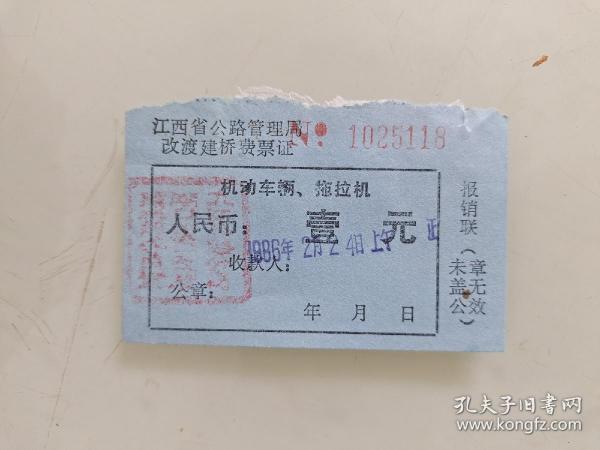 江西省公路管理局
改渡建桥费票证
№ 1025118
机动车辆、拖拉机
人民币: 壹 元 正
1986年2月24日上午
收款人:
公章:
年 月 日
报销联(未盖公章无效)
孔夫子旧书网
book.kongfz.com